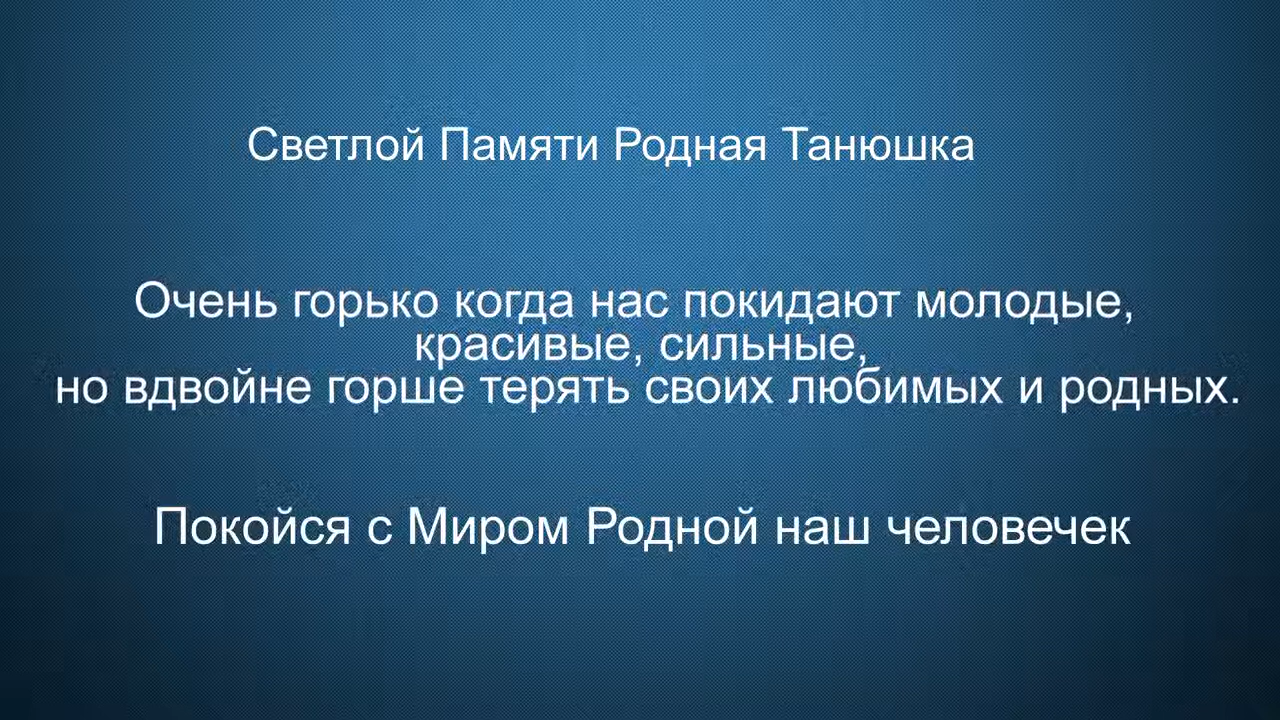 Светлой Памяти Родная Танюшка
Очень горько когда нас покидают молодые,
красивые, сильные,
но вдвойне горше терять своих любимых и родных.
Покойся с Миром Родной наш человечек